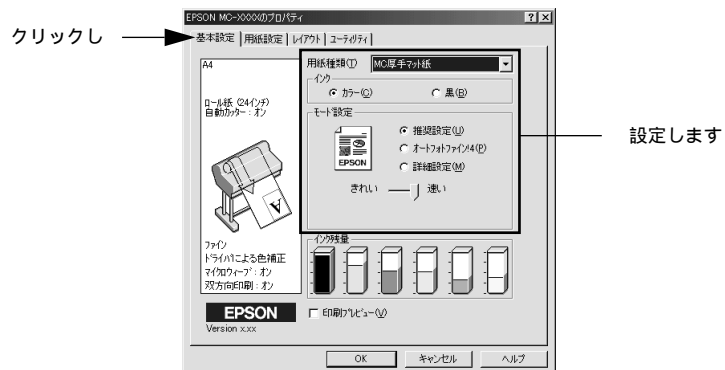 EPSON MC-XXXXのプロパティ
クリックし
基本設定 用紙設定 レイアウト ユーティリティ
A4
ロール紙 (24インチ)
自動カッター : オン
A
ファイン
ドライバによる色補正
マイクロウィーブ : オン
双方向印刷 : オン
EPSON
Version x.xx
用紙種類(T) MC厚手マット紙
インク
カラー(C) 黒(B)
モード設定
EPSON
推奨設定(U)
オートフォトファイン!4(P)
詳細設定(M)
きれい 速い
設定します
インク残量
印刷プレビュー(V)
OK キャンセル ヘルプ